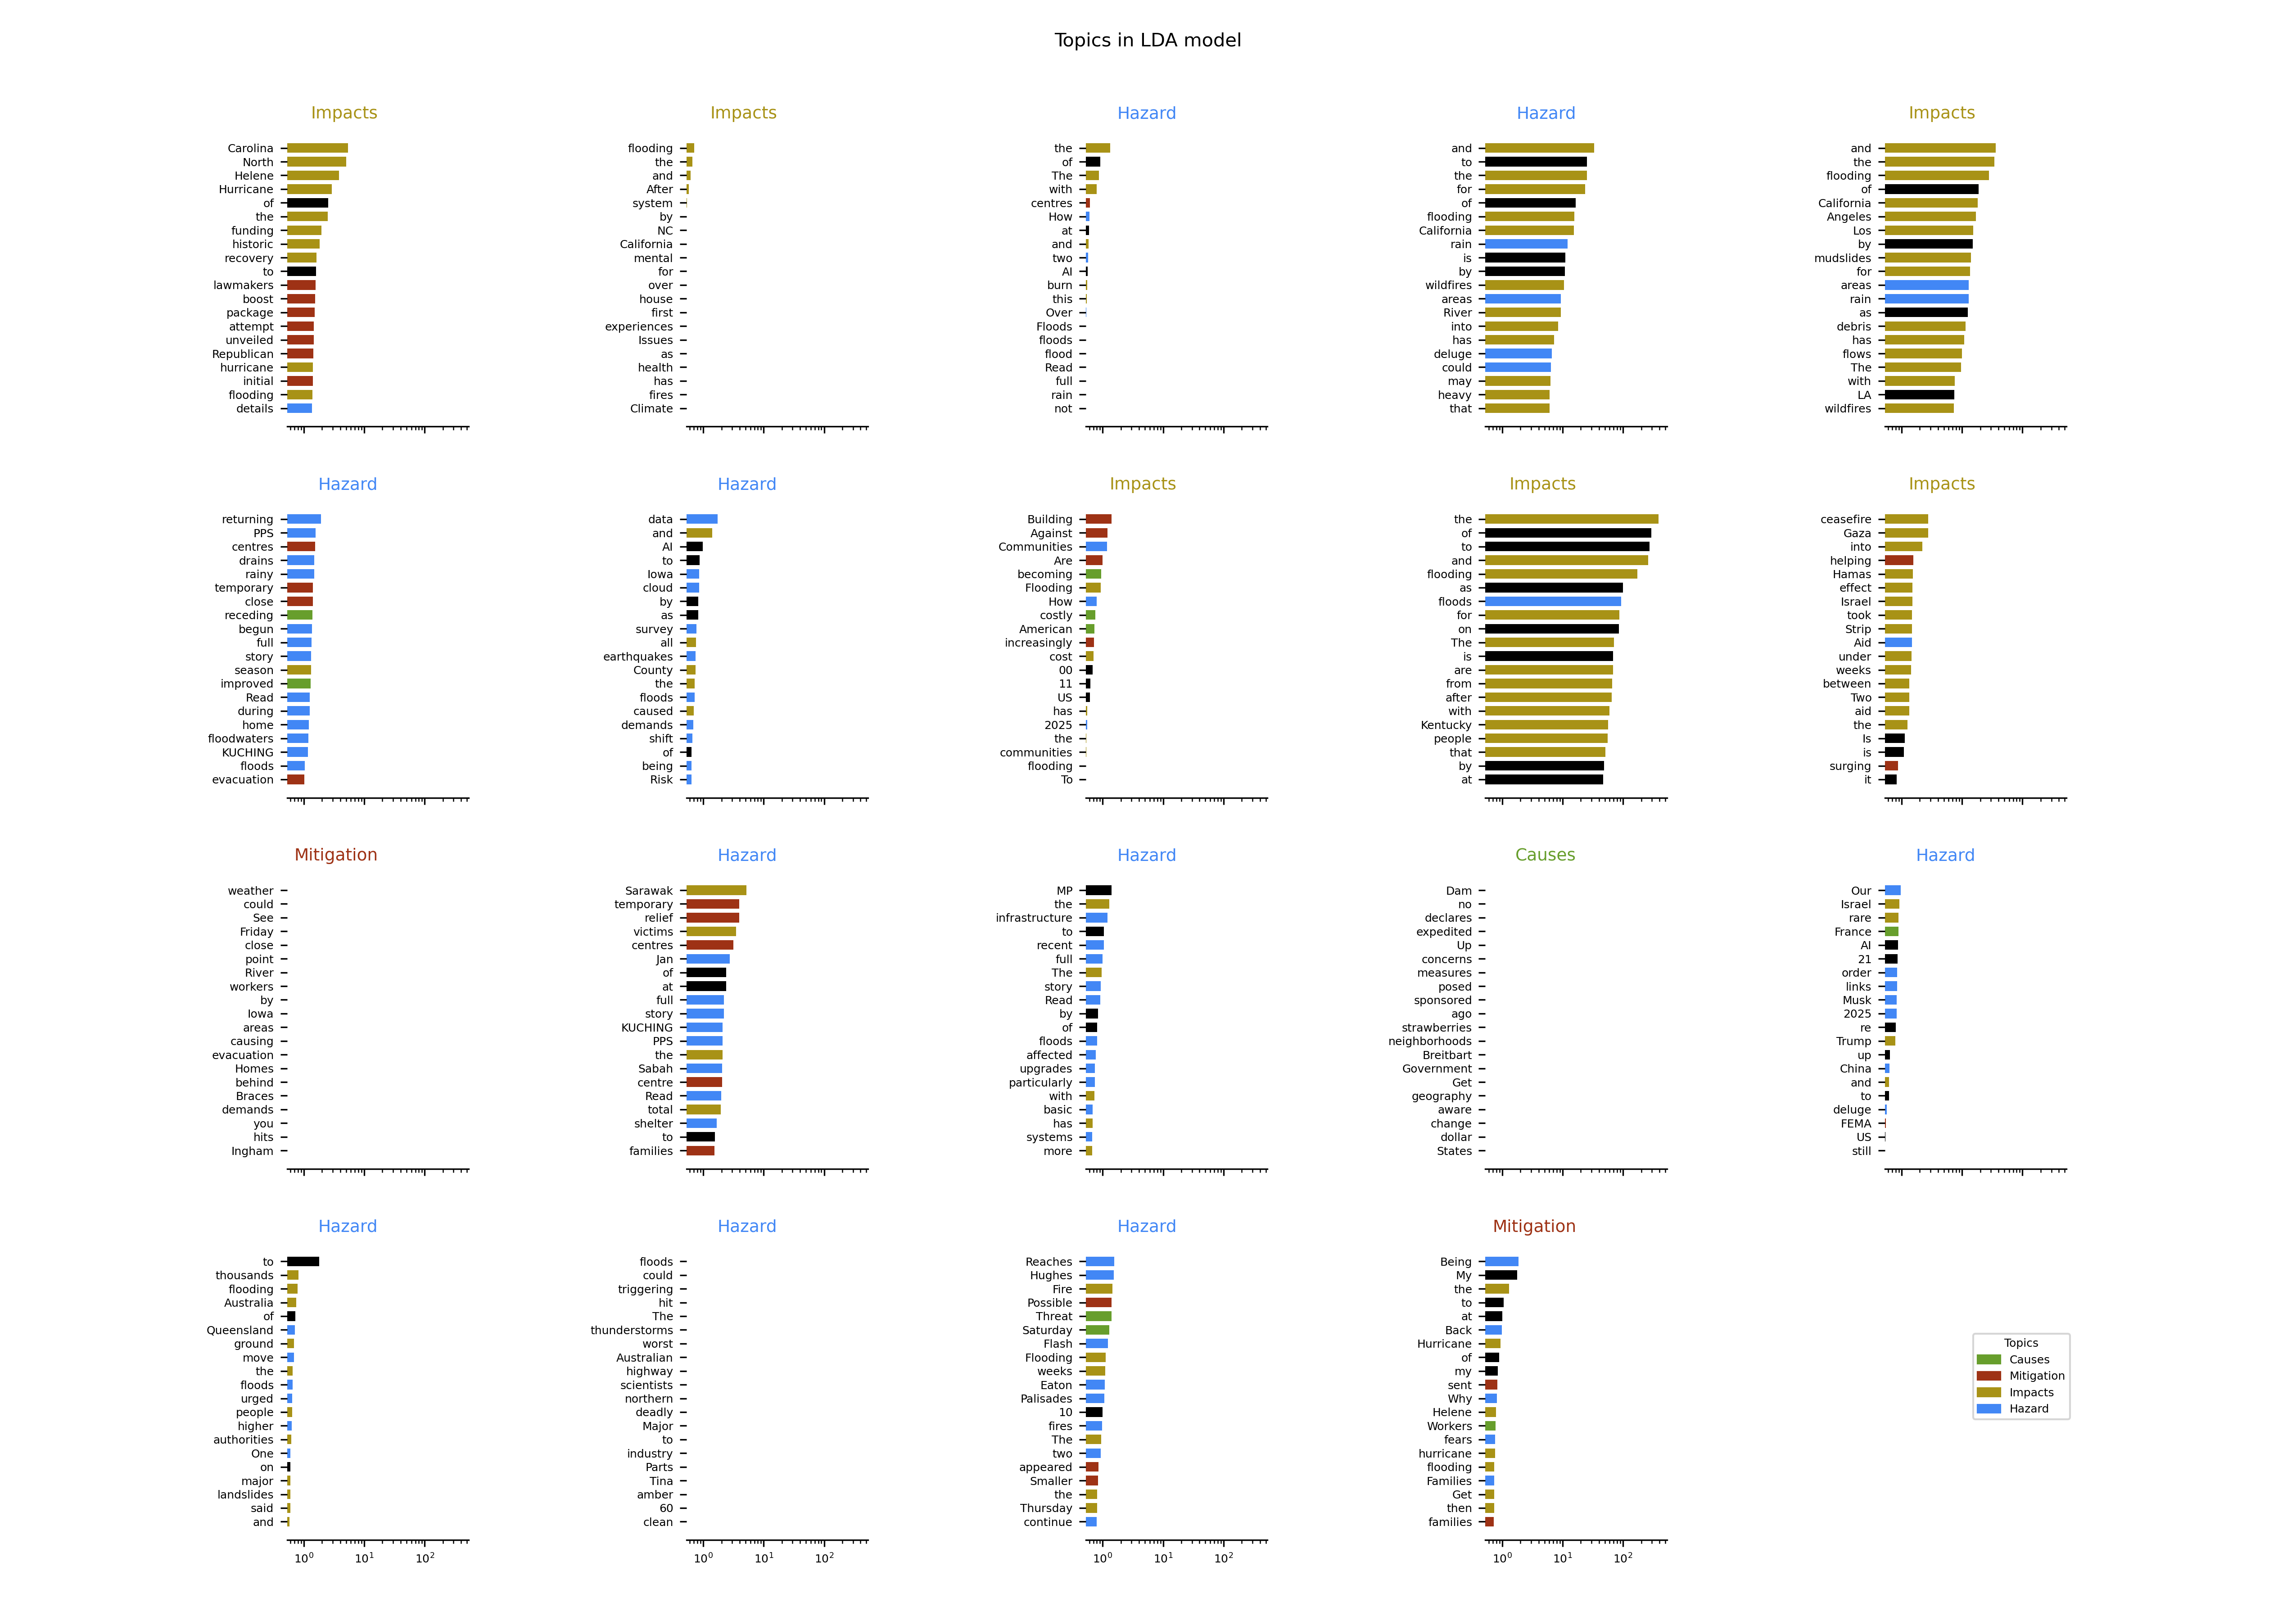 Topics in LDA model
Impacts
Carolina
North
Helene
Hurricane
of
the
funding
historic
recovery
to
lawmakers
boost
package
attempt
unveiled
Republican
hurricane
initial
flooding
details
Impacts
flooding
the
and
After
system
by
NC
California
mental
for
over
house
first
experiences
Issues
as
health
has
fires
Climate
Hazard
the
of
The
with
centres
How
at
and
two
AI
burn
this
Over
Floods
floods
flood
Read
full
rain
not
Hazard
and
to
the
for
of
flooding
California
rain
is
by
wildfires
areas
River
into
has
deluge
could
may
heavy
that
Impacts
and
the
flooding
of
California
Angeles
Los
by
mudslides
for
areas
rain
as
debris
has
flows
The
with
LA
wildfires
Hazard
returning
PPS
centres
drains
rainy
temporary
close
receding
begun
full
story
season
improved
Read
during
home
floodwaters
KUCHING
floods
evacuation
Hazard
data
and
AI
to
Iowa
cloud
by
as
survey
all
earthquakes
County
the
floods
caused
demands
shift
of
being
Risk
Impacts
Building
Against
Communities
Are
becoming
Flooding
How
costly
American
increasingly
cost
00
11
US
has
2025
the
communities
flooding
To
Impacts
the
of
to
and
flooding
as
floods
for
on
The
is
are
from
after
with
Kentucky
people
that
by
at
Impacts
ceasefire
Gaza
into
helping
Hamas
effect
Israel
took
Strip
Aid
under
weeks
between
Two
aid
the
Is
is
surging
it
Mitigation
weather
could
See
Friday
close
point
River
workers
by
Iowa
areas
causing
evacuation
Homes
behind
Braces
demands
you
hits
Ingham
Hazard
Sarawak
temporary
relief
victims
centres
Jan
of
at
full
story
KUCHING
PPS
the
Sabah
centre
Read
total
shelter
to
families
Hazard
MP
the
infrastructure
to
recent
full
The
story
Read
by
of
floods
affected
upgrades
particularly
with
basic
has
systems
more
Causes
Dam
no
declares
expedited
Up
concerns
measures
posed
sponsored
ago
strawberries
neighborhoods
Breitbart
Government
Get
geography
aware
change
dollar
States
Hazard
Our
Israel
rare
France
AI
21
order
links
Musk
2025
re
Trump
up
China
and
to
deluge
FEMA
US
still
Hazard
to
thousands
flooding
Australia
of
Queensland
ground
move
the
floods
urged
people
higher
authorities
One
on
major
landslides
said
and
10⁰ 10¹ 10²
Hazard
floods
could
triggering
hit
The
thunderstorms
worst
Australian
highway
scientists
northern
deadly
Major
to
industry
Parts
Tina
amber
60
clean
10⁰ 10¹ 10²
Hazard
Reaches
Hughes
Fire
Possible
Threat
Saturday
Flash
Flooding
weeks
Eaton
Palisades
10
fires
The
two
appeared
Smaller
the
Thursday
continue
10⁰ 10¹ 10²
Mitigation
Being
My
the
to
at
Back
Hurricane
of
my
sent
Why
Helene
Workers
fears
hurricane
flooding
Families
Get
then
families
10⁰ 10¹ 10²
Topics
Causes
Mitigation
Impacts
Hazard